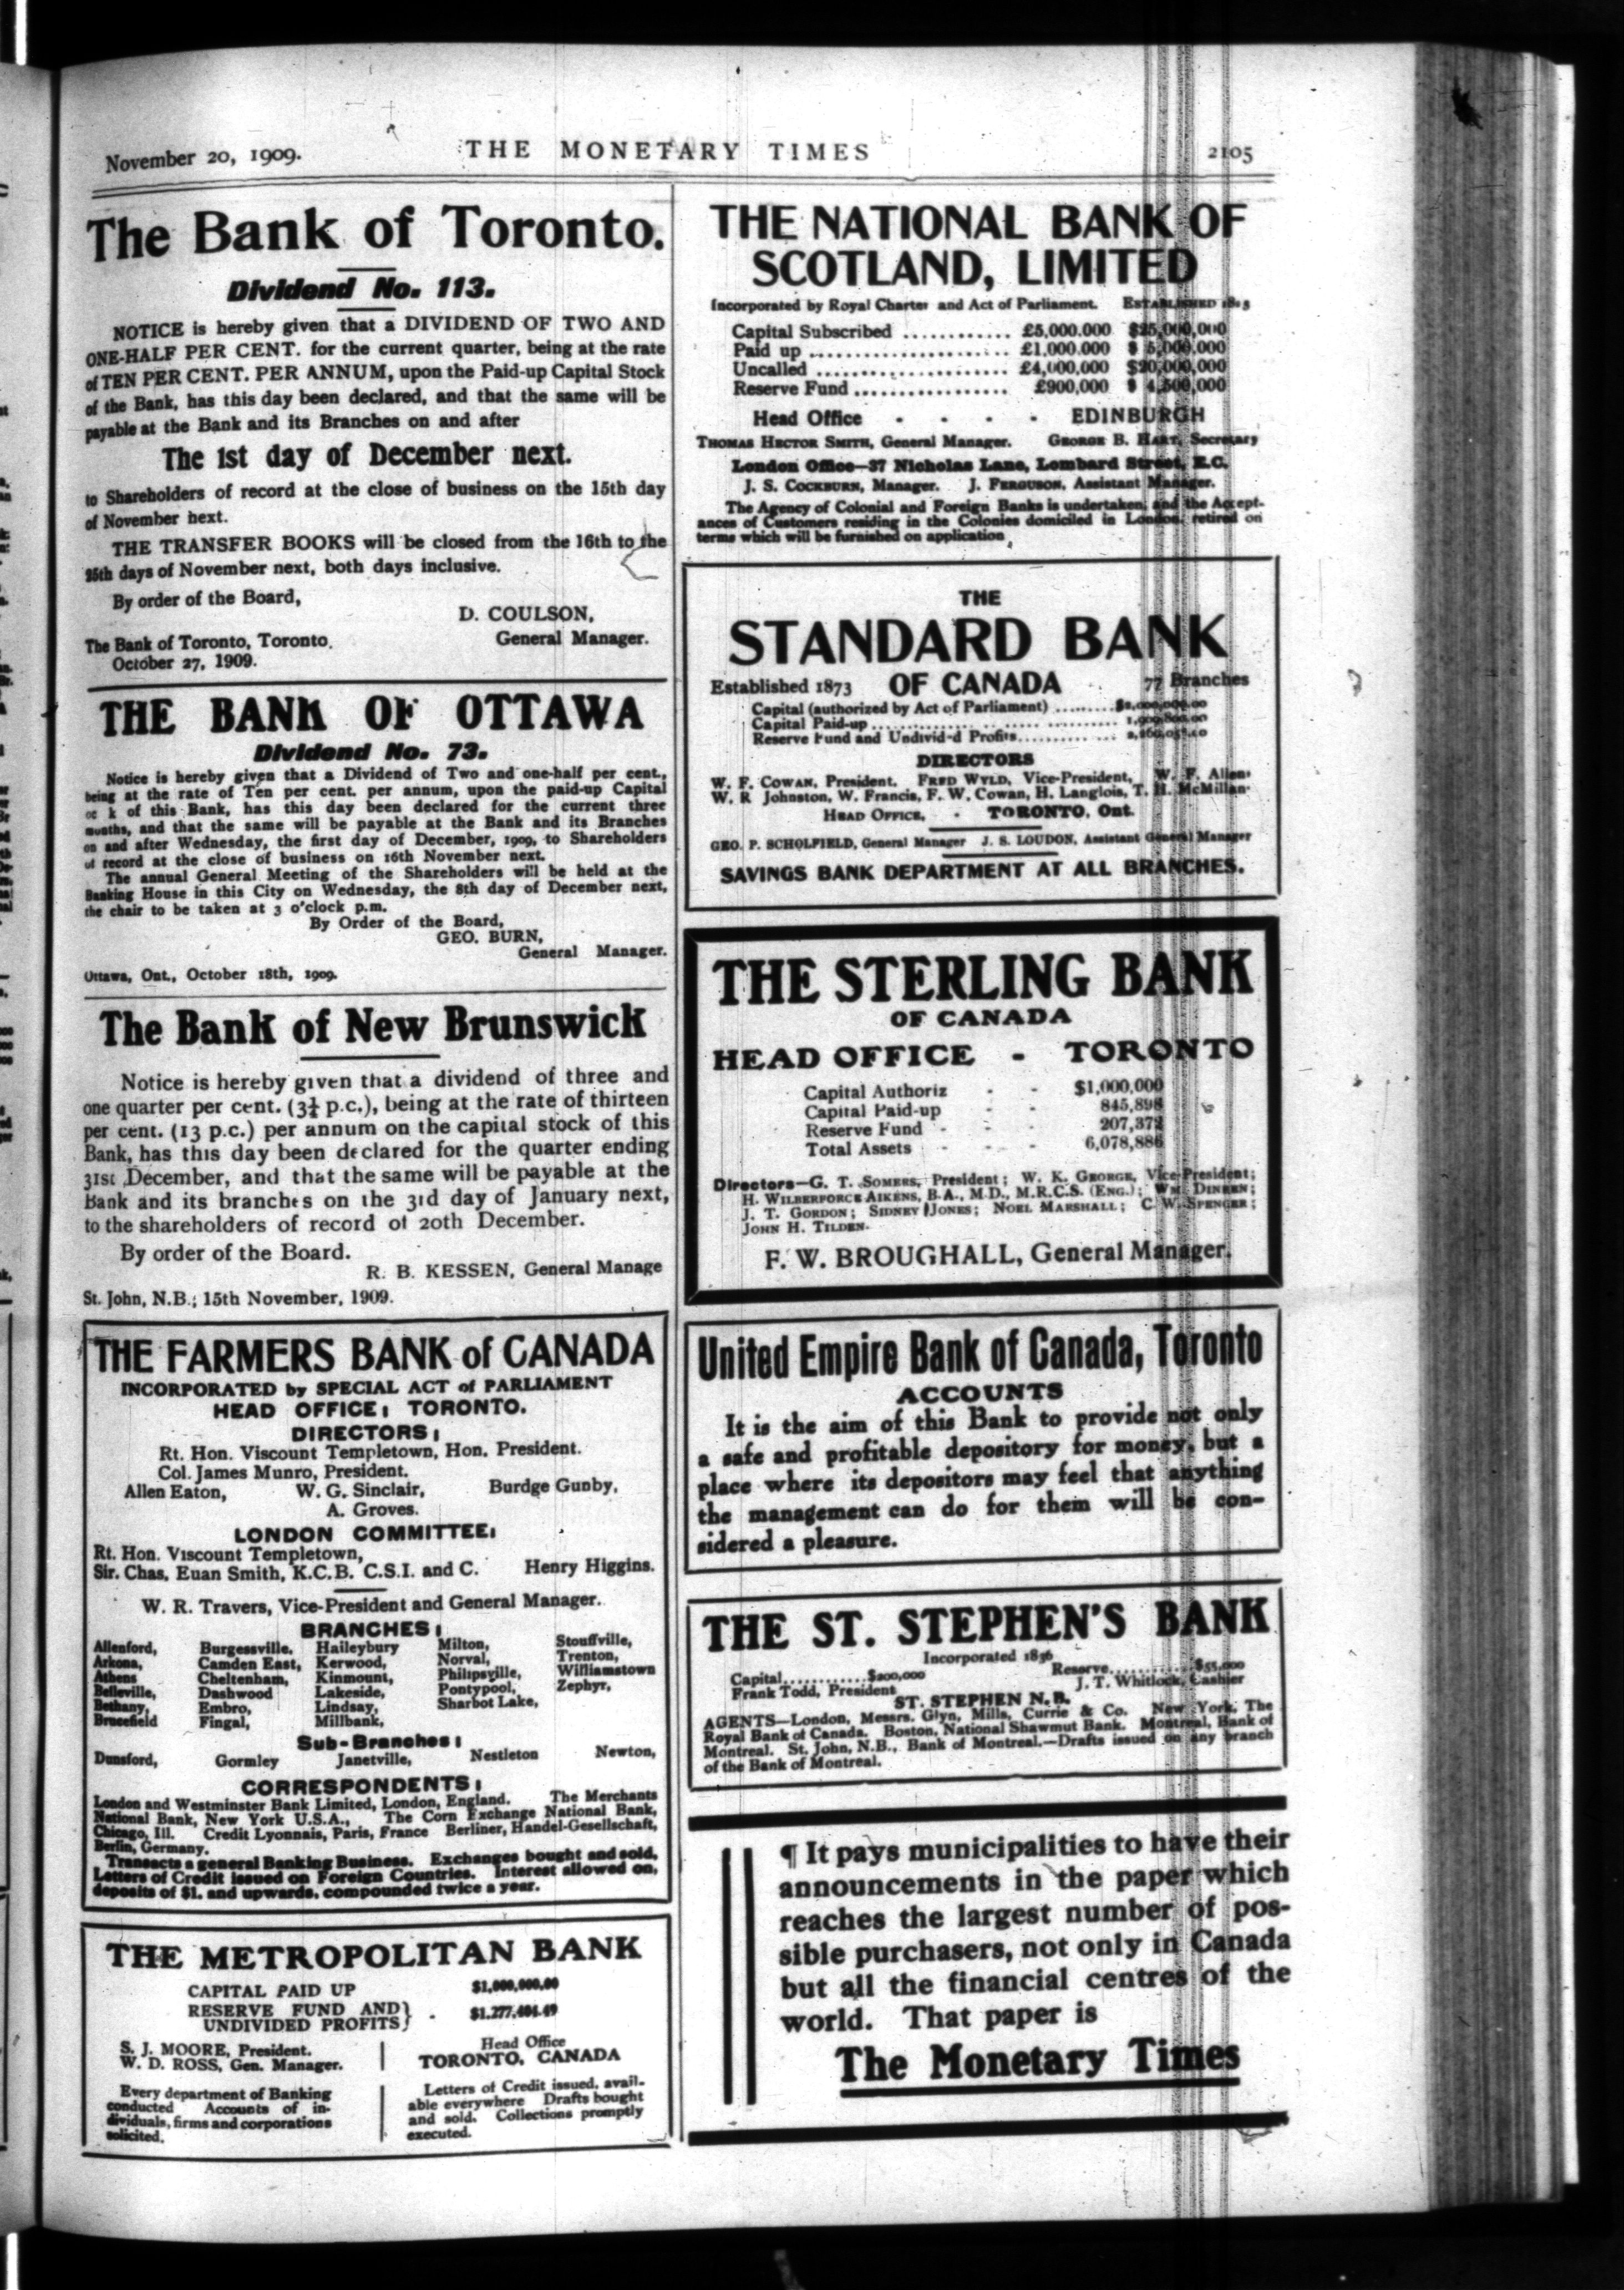 November 20, 1909.
THE MONETARY TIMES
2105
The Bank of Toronto.
Dividend No. 113.
NOTICE is hereby given that a DIVIDEND OF TWO AND
ONE-HALF PER CENT. for the current quarter, being at the rate
of TEN PER CENT. PER ANNUM, upon the Paid-up Capital Stock
of the Bank, has this day been declared, and that the same will be
payable at the Bank and its Branches on and after
The 1st day of December next.
to Shareholders of record at the close of business on the 15th day
of November next.
THE TRANSFER BOOKS will be closed from the 16th to the
25th days of November next, both days inclusive.
By order of the Board,
D. COULSON,
General Manager.
The Bank of Toronto, Toronto.
October 27, 1909.
THE BANK OF OTTAWA
Dividend No. 73.
Notice is hereby given that a Dividend of Two and one-half per cent.,
being at the rate of Ten per cent. per annum, upon the paid-up Capital
k of this Bank, has this day been declared for the current three
months, and that the same will be payable at the Bank and its Branches
on and after Wednesday, the first day of December, 1909, to Shareholders
of record at the close of business on 16th November next.
The annual General Meeting of the Shareholders will be held at the
Banking House in this City on Wednesday, the 8th day of December next,
the chair to be taken at 3 o'clock p.m.
By Order of the Board,
GEO. BURN,
General Manager.
Ottawa, Ont., October 18th, 1909.
The Bank of New Brunswick
Notice is hereby given that a dividend of three and
one quarter per cent. (3¼ p.c.), being at the rate of thirteen
per cent. (13 p.c.) per annum on the capital stock of this
Bank, has this day been declared for the quarter ending
31st December, and that the same will be payable at the
Bank and its branches on the 3rd day of January next,
to the shareholders of record of 20th December.
By order of the Board.
R. B. KESSEN, General Manage
St. John, N.B.; 15th November, 1909.
THE FARMERS BANK of CANADA
INCORPORATED by SPECIAL ACT of PARLIAMENT
HEAD OFFICE: TORONTO.
DIRECTORS:
Rt. Hon. Viscount Templetown, Hon. President.
Col. James Munro, President.
Allen Eaton, W. G. Sinclair, Burdge Gunby,
A. Groves.
LONDON COMMITTEE:
Rt. Hon. Viscount Templetown,
Sir. Chas. Euan Smith, K.C.B. C.S.I. and C. Henry Higgins.
W. R. Travers, Vice-President and General Manager.
BRANCHES:
Allenford, Burgessville, Haileybury Milton, Stouffville,
Arkona, Camden East, Kerwood, Norval, Trenton,
Athens Cheltenham, Kinmount, Philipsville, Williamstown
Belleville, Dashwood Lakeside, Pontypool, Zephyr,
Bethany, Embro, Lindsay, Sharbot Lake,
Brucefield Fingal, Millbank,
Sub-Branches:
Dunsford, Gormley Janetville, Nestleton Newton,
CORRESPONDENTS:
London and Westminster Bank Limited, London, England. The Merchants
National Bank, New York U.S.A., The Corn Exchange National Bank,
Chicago, Ill. Credit Lyonnais, Paris, France Berliner, Handel-Gesellschaft,
Berlin, Germany.
Transacts a general Banking Business. Exchanges bought and sold,
Letters of Credit issued on Foreign Countries. Interest allowed on,
deposits of $1. and upwards, compounded twice a year.
THE METROPOLITAN BANK
CAPITAL PAID UP $1,000,000.00
RESERVE FUND AND } . $1,277,404.49
UNDIVIDED PROFITS }
S. J. MOORE, President.
W. D. ROSS, Gen. Manager.
Head Office
TORONTO, CANADA
Every department of Banking
conducted Accounts of in-
dividuals, firms and corporations
solicited.
Letters of Credit issued, avail-
able everywhere Drafts bought
and sold. Collections promptly
executed.
THE NATIONAL BANK OF
SCOTLAND, LIMITED
Incorporated by Royal Charter and Act of Parliament. ESTABLISHED
Capital Subscribed ............ £5,000.000 $25,000,000
Paid up ...................... £1,000.000 $ 5,000,000
Uncalled ..................... £4,000,000 $20,000,000
Reserve Fund ................ £900,000 $ 4,500,000
Head Office - - - - EDINBURGH
THOMAS HECTOR SMITH, General Manager. GEORGE B. HART, Secretary
London Office—37 Nicholas Lane, Lombard Street, E.C.
J. S. COCKBURN, Manager. J. FERGUSON, Assistant Manager.
The Agency of Colonial and Foreign Banks is undertaken, and the Accept-
ances of Customers residing in the Colonies domiciled in London, retired on
terms which will be furnished on application
THE
STANDARD BANK
Established 1873 OF CANADA 77 Branches
Capital (authorized by Act of Parliament) ........
Capital Paid-up
Reserve Fund and Undivid-d Profits
DIRECTORS
W. F. COWAN, President. FRED WYLD, Vice-President, W. F. Allen,
W. R Johnston, W. Francis, F. W. Cowan, H. Langlois, T. H. McMillan.
HEAD OFFICE, - TORONTO, Ont.
GEO. P. SCHOLFIELD, General Manager J. S. LOUDON, Assistant General Manager
SAVINGS BANK DEPARTMENT AT ALL BRANCHES.
THE STERLING BANK
OF CANADA
HEAD OFFICE - TORONTO
Capital Authoriz - - $1,000,000
Capital Paid-up - - 845,898
Reserve Fund - - - 207,372
Total Assets - - - 6,078,886
Directors—G. T. SOMERS, President; W. K. GEORGE, Vice-President;
H. WILBERFORCE AIKENS, B.A., M.D., M.R.C.S. (ENG.); WM. DINEEN;
J. T. GORDON; SIDNEY JONES; NOEL MARSHALL; C. W. SPENCER;
JOHN H. TILDEN.
F. W. BROUGHALL, General Manager.
United Empire Bank of Canada, Toronto
ACCOUNTS
It is the aim of this Bank to provide not only
a safe and profitable depository for money, but a
place where its depositors may feel that anything
the management can do for them will be con-
sidered a pleasure.
THE ST. STEPHEN'S BANK
Incorporated 1836
Capital............$200,000 Reserve............$55,000
Frank Todd, President J. T. Whitlock, Cashier
ST. STEPHEN N.B.
AGENTS—London, Messrs. Glyn, Mills, Currie & Co. New York, The
Royal Bank of Canada. Boston, National Shawmut Bank. Montreal, Bank of
Montreal. St. John, N.B., Bank of Montreal.—Drafts issued on any branch
of the Bank of Montreal.
¶ It pays municipalities to have their
announcements in the paper which
reaches the largest number of pos-
sible purchasers, not only in Canada
but all the financial centres of the
world. That paper is
The Monetary Times